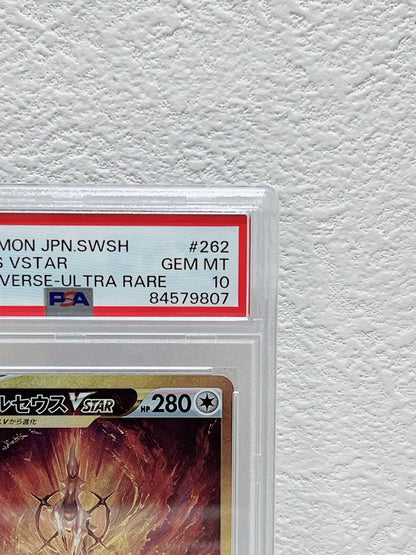 MON JPN.SWSH #262
S VSTAR GEM MT
VERSE-ULTRA RARE 10
PSA 84579807
ルセウス VSTAR HP 280
Vから進化